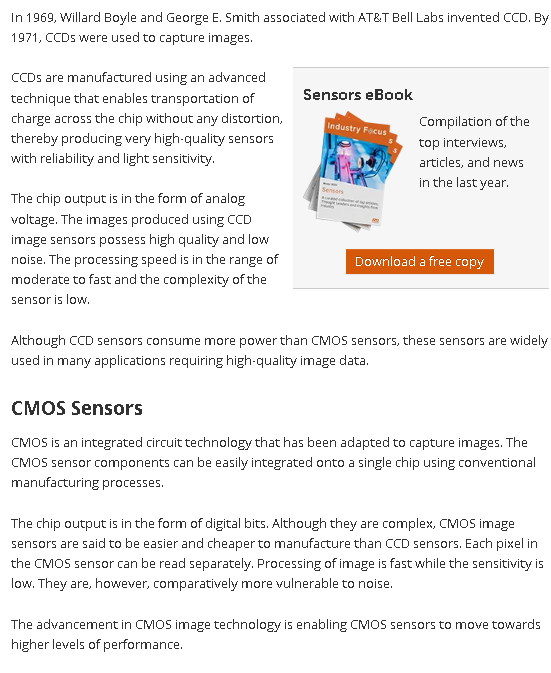 In 1969, Willard Boyle and George E. Smith associated with AT&T Bell Labs invented CCD. By
1971, CCDs were used to capture images.
CCDs are manufactured using an advanced
technique that enables transportation of
charge across the chip without any distortion,
thereby producing very high-quality sensors
with reliability and light sensitivity.
The chip output is in the form of analog
voltage. The images produced using CCD
image sensors possess high quality and low
noise. The processing speed is in the range of
moderate to fast and the complexity of the
sensor is low.
Sensors eBook
Industry Focus
Sensors
Compilation of the
top interviews,
articles, and news
in the last year.
Download a free copy
Although CCD sensors consume more power than CMOS sensors, these sensors are widely
used in many applications requiring high-quality image data.
CMOS Sensors
CMOS is an integrated circuit technology that has been adapted to capture images. The
CMOS sensor components can be easily integrated onto a single chip using conventional
manufacturing processes.
The chip output is in the form of digital bits. Although they are complex, CMOS image
sensors are said to be easier and cheaper to manufacture than CCD sensors. Each pixel in
the CMOS sensor can be read separately. Processing of image is fast while the sensitivity is
low. They are, however, comparatively more vulnerable to noise.
The advancement in CMOS image technology is enabling CMOS sensors to move towards
higher levels of performance.